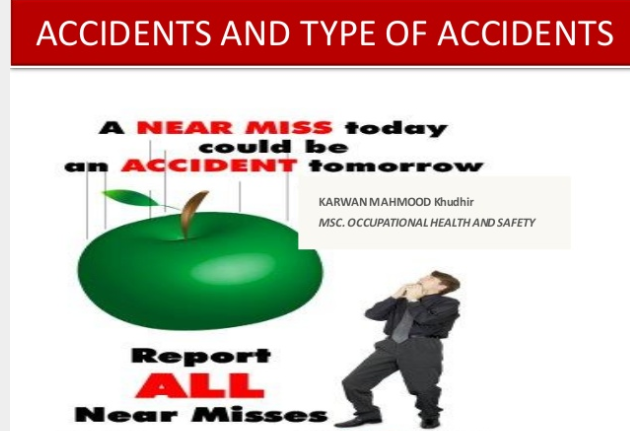 ACCIDENTS AND TYPE OF ACCIDENTS
A NEAR MISS today
could be
an ACCIDENT tomorrow
KARWAN MAHMOOD Khudhir
MSC. OCCUPATIONAL HEALTH AND SAFETY
Report
ALL
Near Misses